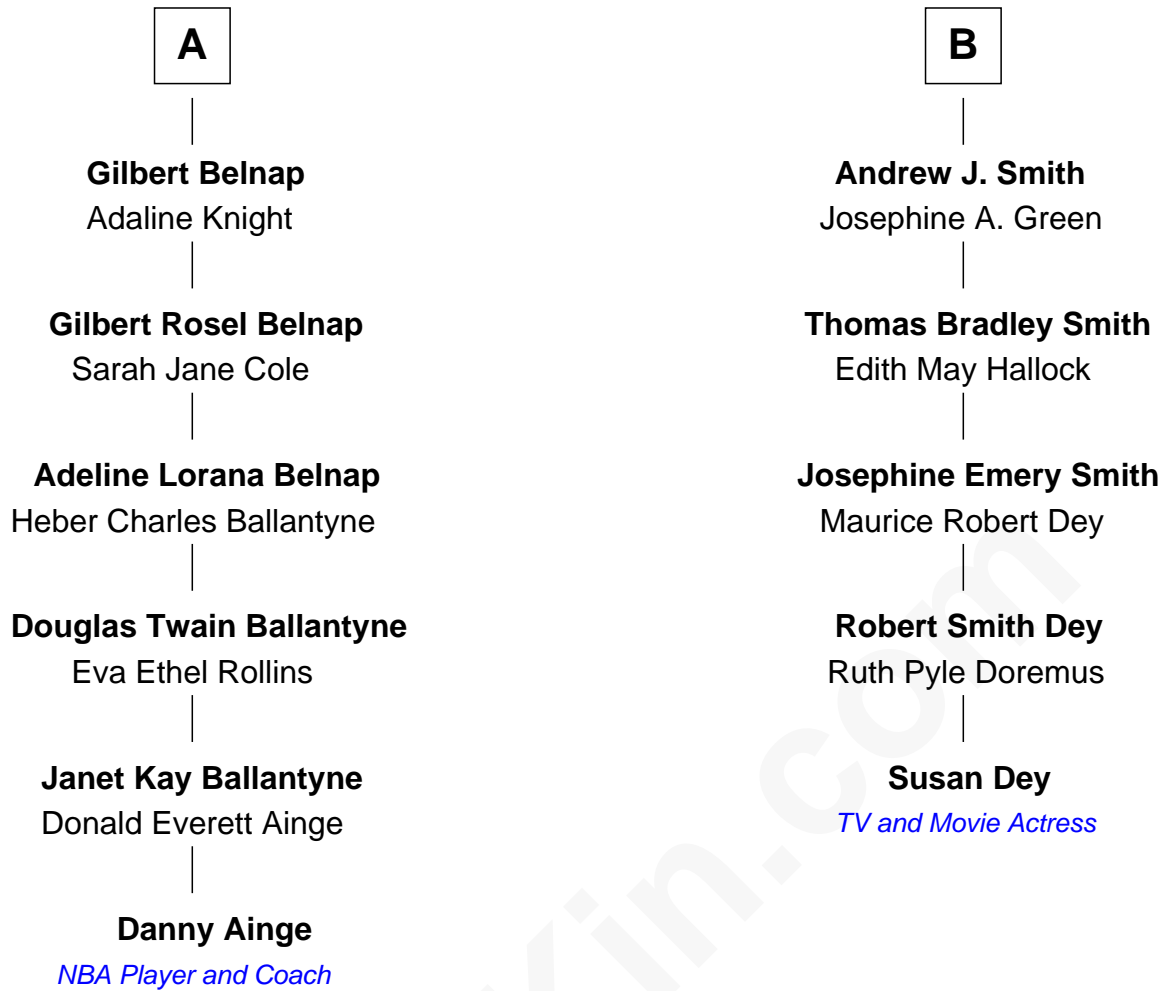 A
Gilbert Belnap
Adaline Knight
Gilbert Rosel Belnap
Sarah Jane Cole
Adeline Lorana Belnap
Heber Charles Ballantyne
Douglas Twain Ballantyne
Eva Ethel Rollins
Janet Kay Ballantyne
Donald Everett Ainge
Danny Ainge
NBA Player and Coach
B
Andrew J. Smith
Josephine A. Green
Thomas Bradley Smith
Edith May Hallock
Josephine Emery Smith
Maurice Robert Dey
Robert Smith Dey
Ruth Pyle Doremus
Susan Dey
TV and Movie Actress
Kin.com